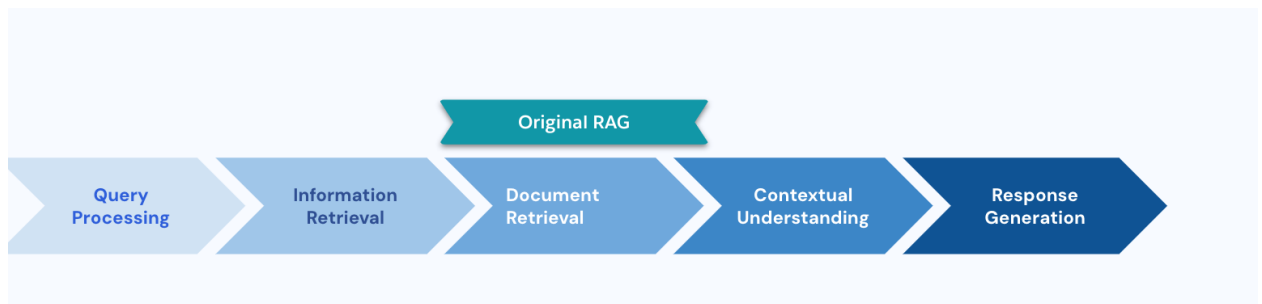 Original RAG
Query
Processing
Information
Retrieval
Document
Retrieval
Contextual
Understanding
Response
Generation